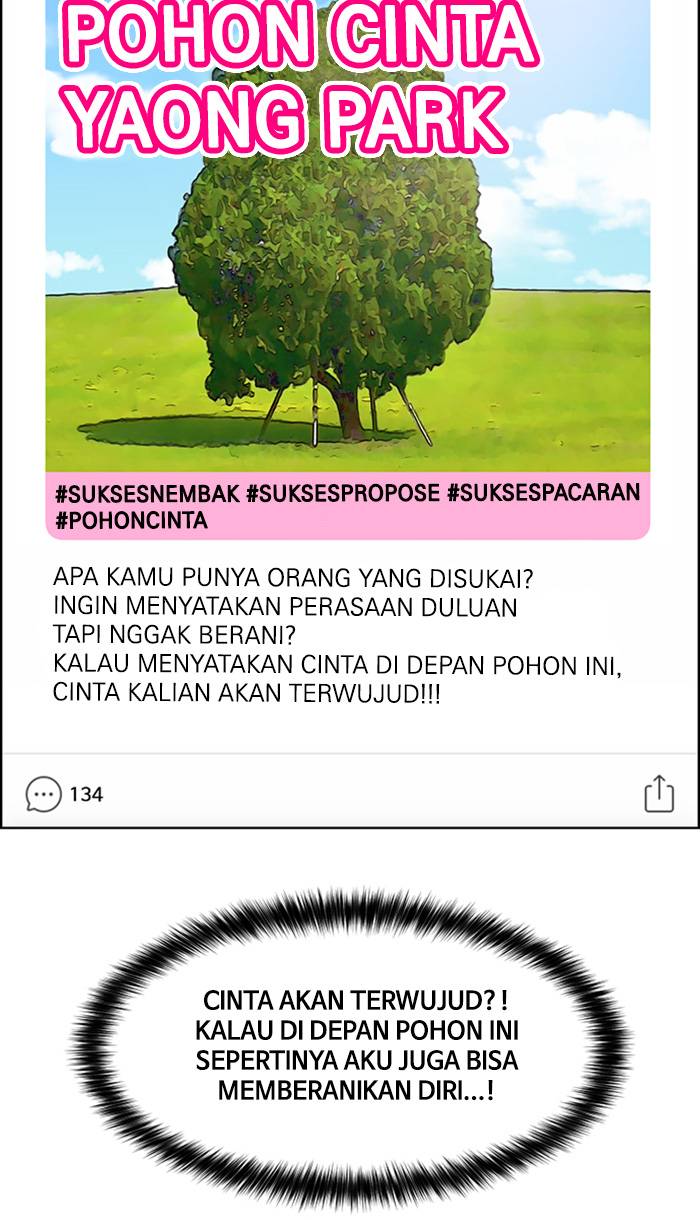 POHON CINTA
YAONG PARK
#SUKSESNEMBAK #SUKSESPROPOSE #SUKSESPACARAN
#POHONCINTA
APA KAMU PUNYA ORANG YANG DISUKAI?
INGIN MENYATAKAN PERASAAN DULUAN
TAPI NGGAK BERANI?
KALAU MENYATAKAN CINTA DI DEPAN POHON INI,
CINTA KALIAN AKAN TERWUJUD!!!
134
CINTA AKAN TERWUJUD?!
KALAU DI DEPAN POHON INI
SEPERTINYA AKU JUGA BISA
MEMBERANIKAN DIRI...!